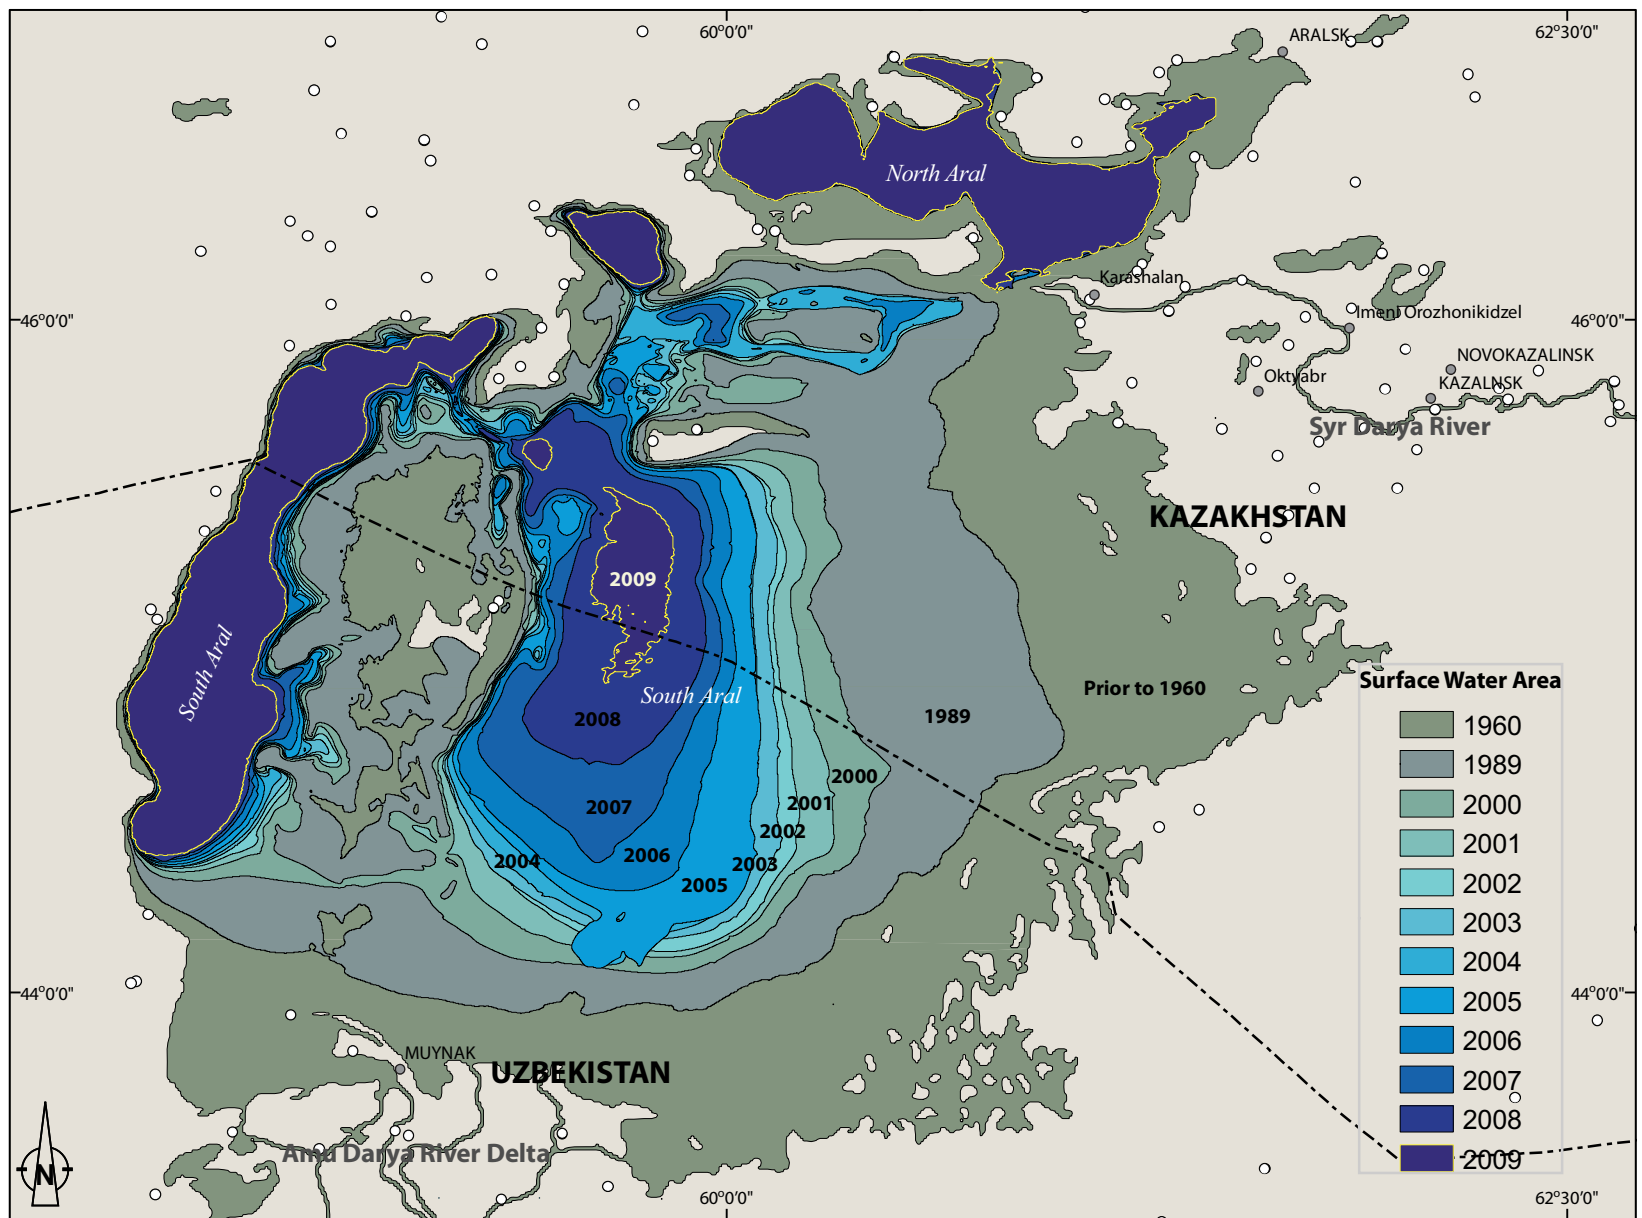 60°0'0"
62°30'0"
ARALSK
North Aral
Karashalan
46°0'0"
46°0'0"
Imeni Orozhonikidzel
NOVOKAZALINSK
Oktyabr
KAZALNSK
Syr Darya River
KAZAKHSTAN
2009
South Aral
South Aral
Prior to 1960
2008
1989
2000
2007
2001
2002
2006
2004
2003
2005
Surface Water Area
1960
1989
2000
2001
2002
2003
2004
2005
2006
2007
2008
2009
44°0'0"
44°0'0"
MUYNAK
UZBEKISTAN
Amu Darya River Delta
N
60°0'0"
62°30'0"